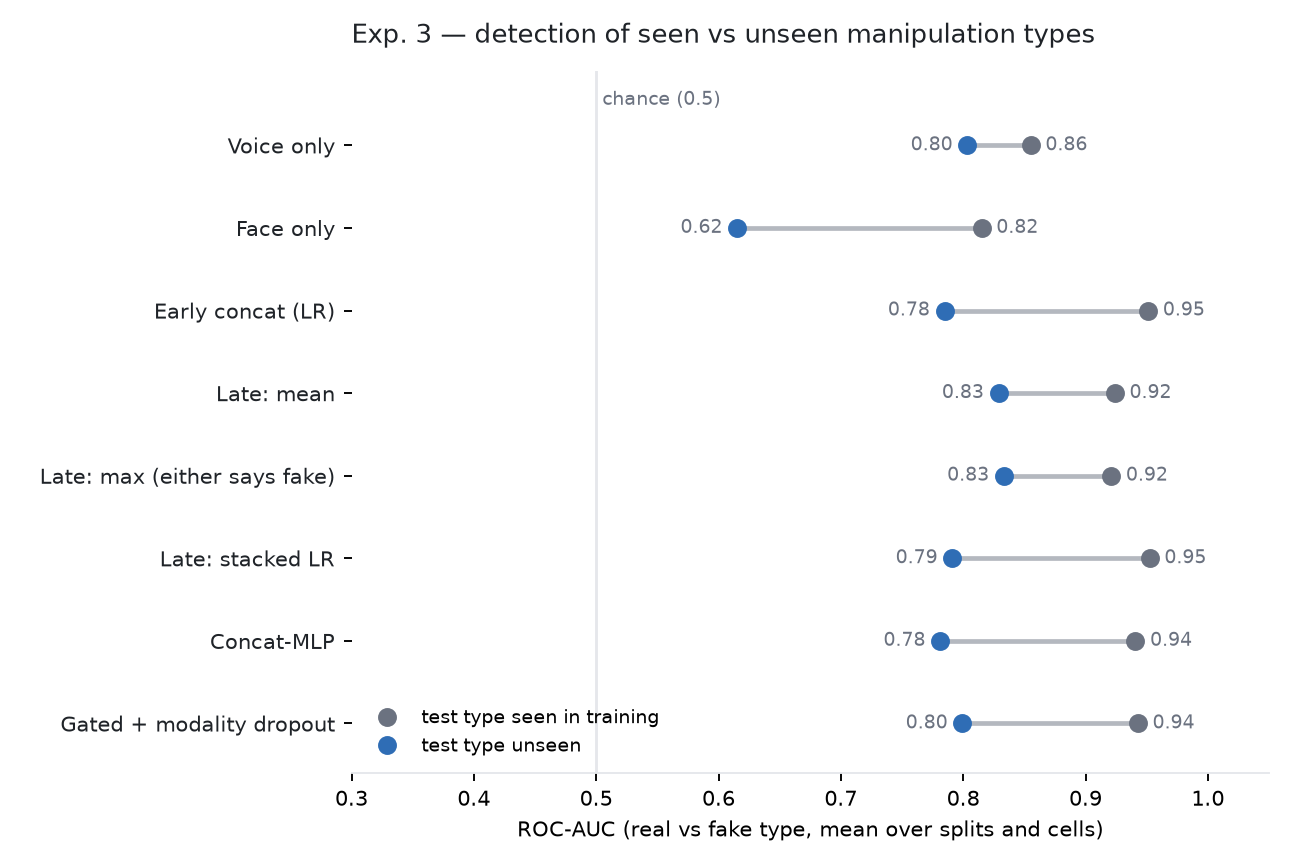 Exp. 3 — detection of seen vs unseen manipulation types
chance (0.5)
Voice only 0.80 0.86
Face only 0.62 0.82
Early concat (LR) 0.78 0.95
Late: mean 0.83 0.92
Late: max (either says fake) 0.83 0.92
Late: stacked LR 0.79 0.95
Concat-MLP 0.78 0.94
Gated + modality dropout 0.80 0.94
test type seen in training
test type unseen
0.3 0.4 0.5 0.6 0.7 0.8 0.9 1.0
ROC-AUC (real vs fake type, mean over splits and cells)